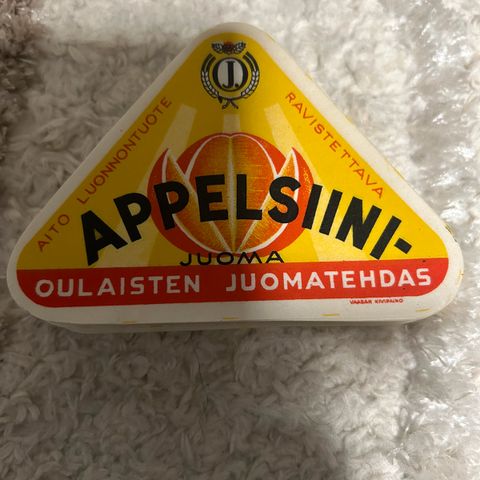 J.
AITO LUONNONTUOTE
RAVISTETTAVA
APPELSIINI-
JUOMA
OULAISTEN JUOMATEHDAS
VAASAN KIVIPAINO